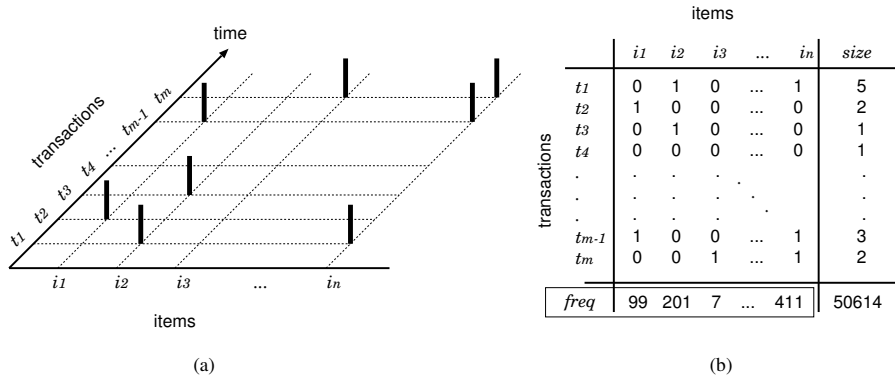 time
transactions
t1 t2 t3 t4 ... tm-1 tm
i1 i2 i3 ... in
items
(a)
items
i1 i2 i3 ... in size
transactions
t1 0 1 0 ... 1 5
t2 1 0 0 ... 0 2
t3 0 1 0 ... 0 1
t4 0 0 0 ... 0 1
. . . . . . .
. . . . . . .
. . . . . . .
tm-1 1 0 0 ... 1 3
tm 0 0 1 ... 1 2
freq 99 201 7 ... 411 50614
(b)